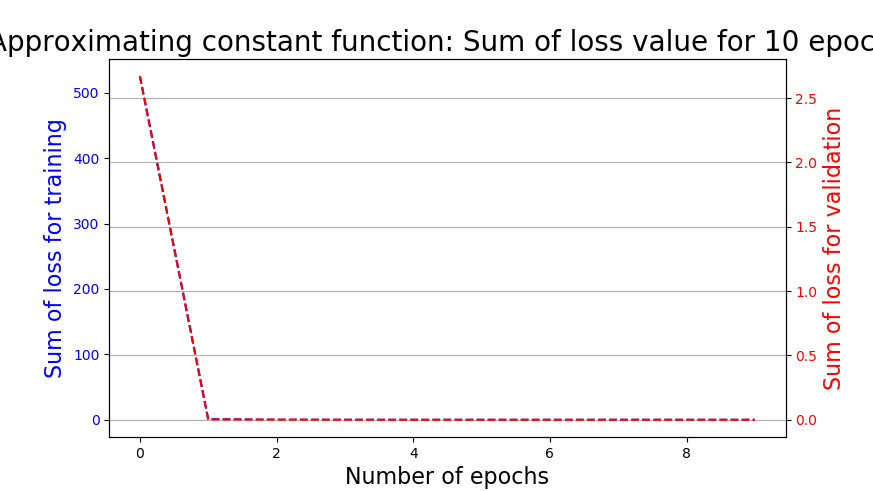 Approximating constant function: Sum of loss value for 10 epoc
500
400
300
200
100
0
Sum of loss for training
2.5
2.0
1.5
1.0
0.5
0.0
Sum of loss for validation
0 2 4 6 8
Number of epochs